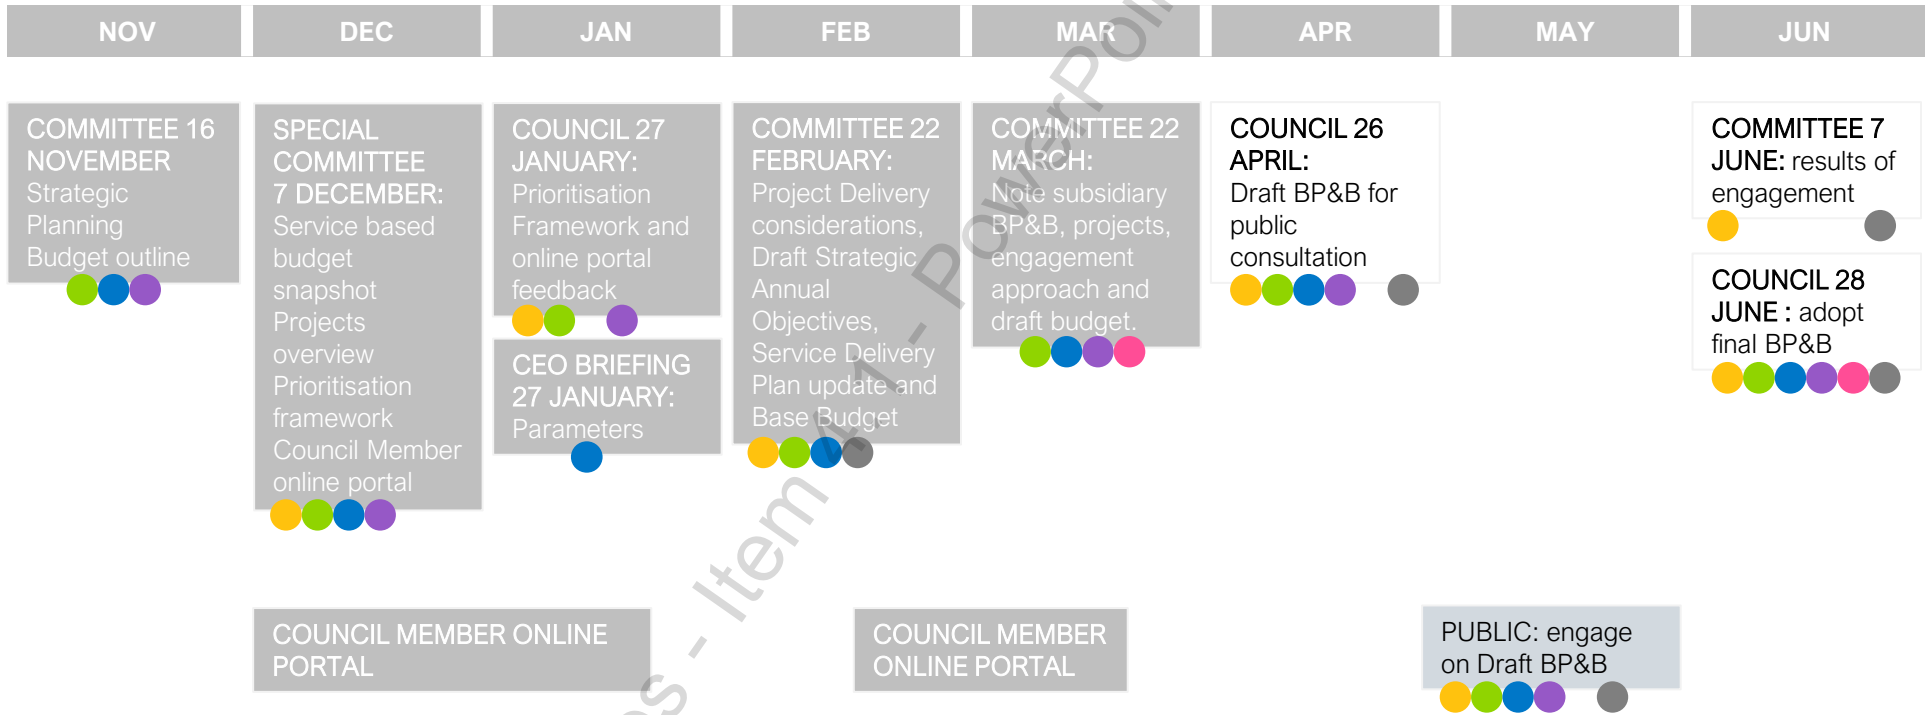 NOV
DEC
JAN
FEB
MAR
APR
MAY
JUN
COMMITTEE 16
NOVEMBER
Strategic
Planning
Budget outline
SPECIAL
COMMITTEE
7 DECEMBER:
Service based
budget
snapshot
Projects
overview
Prioritisation
framework
Council Member
online portal
COUNCIL 27
JANUARY:
Prioritisation
Framework and
online portal
feedback
CEO BRIEFING
27 JANUARY:
Parameters
COMMITTEE 22
FEBRUARY:
Project Delivery
considerations,
Draft Strategic
Annual
Objectives,
Service Delivery
Plan update and
Base Budget
COMMITTEE 22
MARCH:
Note subsidiary
BP&B, projects,
engagement
approach and
draft budget.
COUNCIL 26
APRIL:
Draft BP&B for
public
consultation
COMMITTEE 7
JUNE: results of
engagement
COUNCIL 28
JUNE : adopt
final BP&B
COUNCIL MEMBER ONLINE
PORTAL
COUNCIL MEMBER
ONLINE PORTAL
PUBLIC: engage
on Draft BP&B
- Item 4.1 -